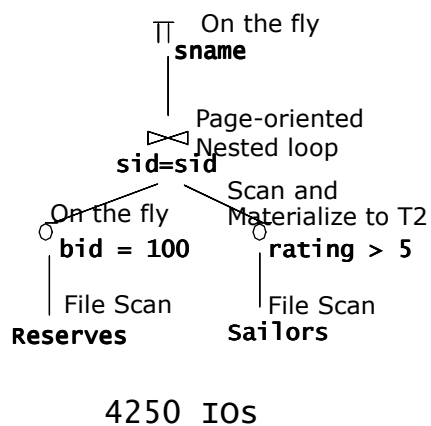 ∏ On the fly
sname
Page-oriented
Nested loop
sid=sid
Scan and
On the fly
Materialize to T2
bid = 100
rating > 5
File Scan
File Scan
Reserves
Sailors
4250 IOs